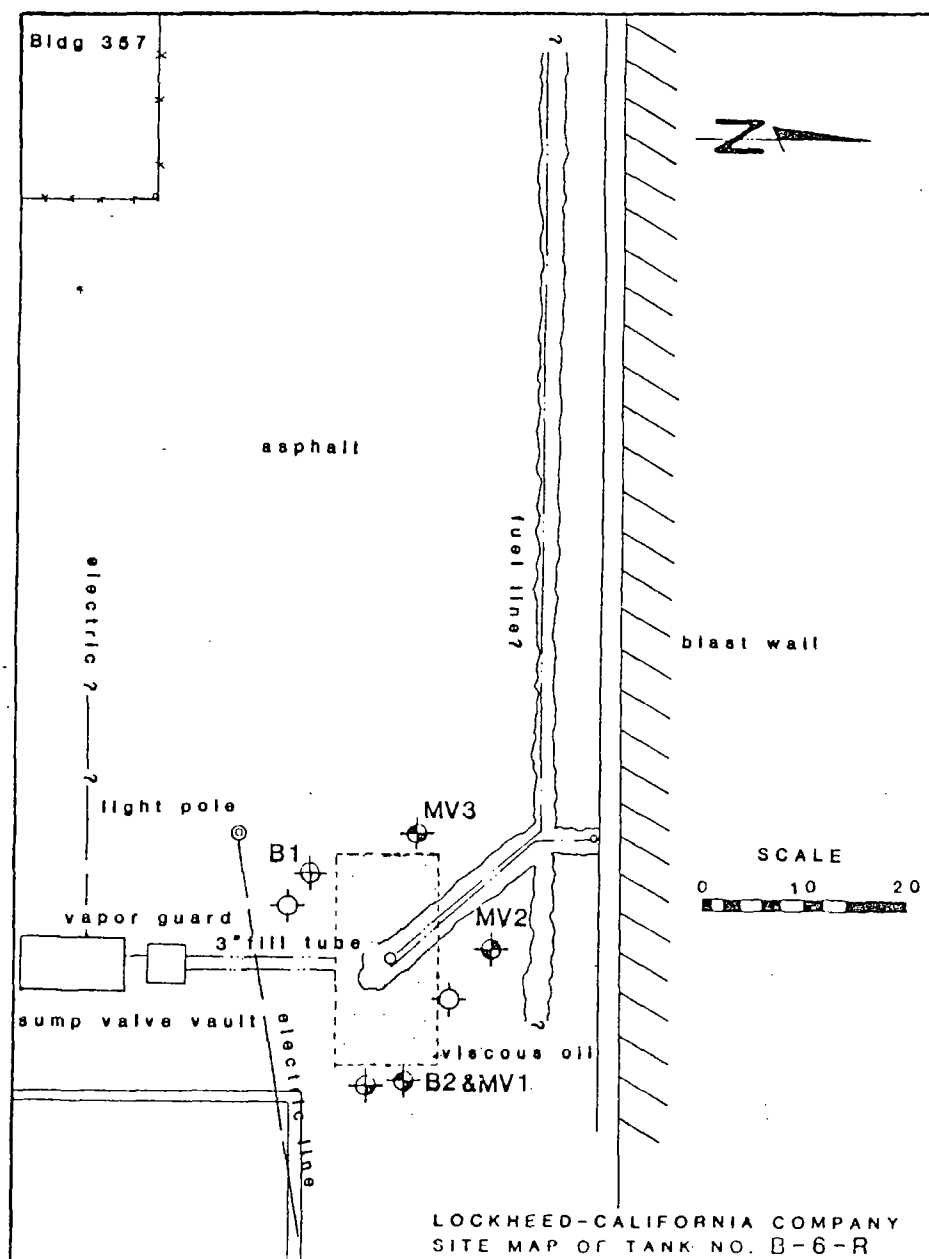 Bldg 357
?
N
asphalt
fuel line?
electric ?
?
blast wall
light pole
MV3
B1
SCALE
0 10 20
vapor guard
3" fill tube
MV2
sump valve vault
?
viscous oil
B2 & MV1
electric line
LOCKHEED-CALIFORNIA COMPANY
SITE MAP OF TANK NO. B-6-R